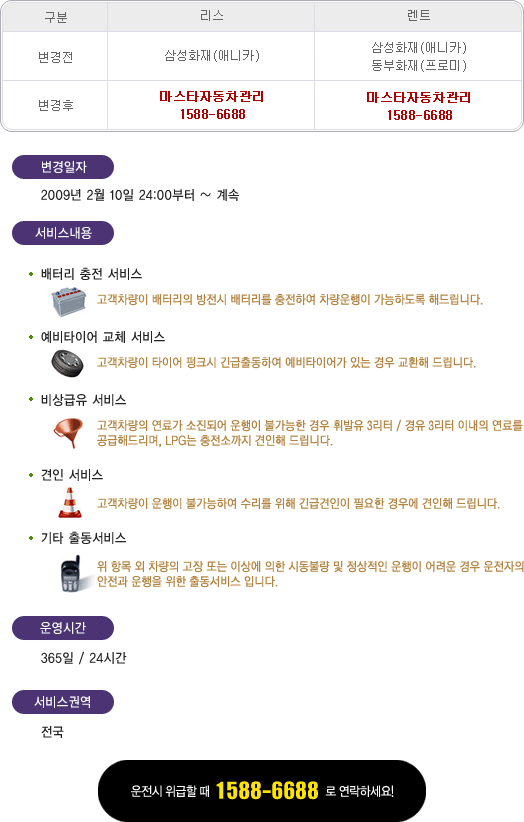 구분 리스 렌트
변경전 삼성화재(애니카) 삼성화재(애니카)
동부화재(프로미)
변경후 마스타자동차관리 마스타자동차관리
1588-6688 1588-6688
변경일자
2009년 2월 10일 24:00부터 ~ 계속
서비스내용
배터리 충전 서비스
고객차량이 배터리의 방전시 배터리를 충전하여 차량운행이 가능하도록 해드립니다.
예비타이어 교체 서비스
고객차량이 타이어 펑크시 긴급출동하여 예비타이어가 있는 경우 교환해 드립니다.
비상급유 서비스
고객차량의 연료가 소진되어 운행이 불가능한 경우 휘발유 3리터 / 경유 3리터 이내의 연료를
공급해드리며, LPG는 충전소까지 견인해 드립니다.
견인 서비스
고객차량이 운행이 불가능하여 수리를 위해 긴급견인이 필요한 경우에 견인해 드립니다.
기타 출동서비스
위 항목 외 차량의 고장 또는 이상에 의한 시동불량 및 정상적인 운행이 어려운 경우 운전자의
안전과 운행을 위한 출동서비스 입니다.
운영시간
365일 / 24시간
서비스권역
전국
운전시 위급할 때 1588-6688 로 연락하세요!